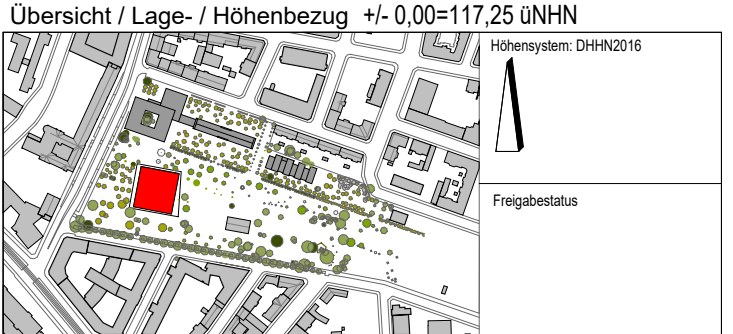 Übersicht / Lage- / Höhenbezug +/- 0,00=117,25 üNHN
Höhensystem: DHHN2016
Freigabestatus